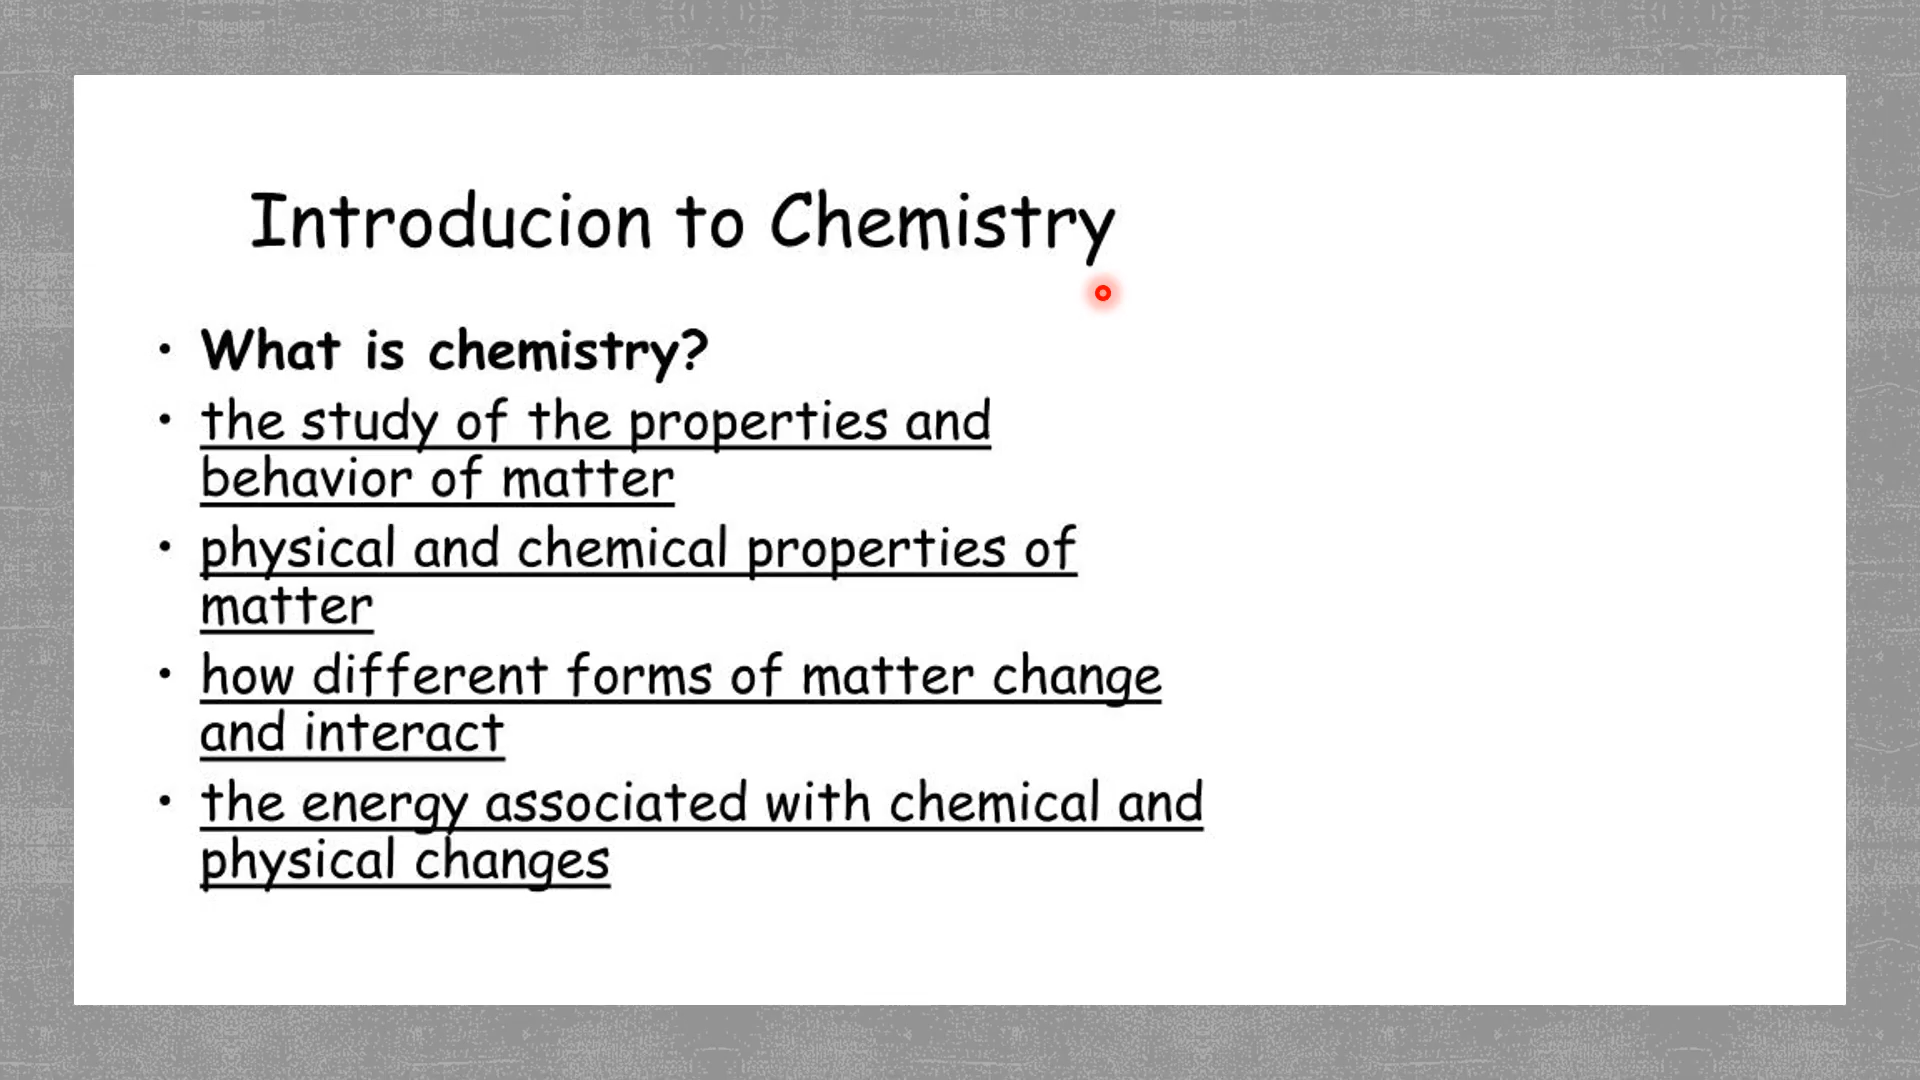 Introducion to Chemistry
• What is chemistry?
• the study of the properties and
behavior of matter
• physical and chemical properties of
matter
• how different forms of matter change
and interact
• the energy associated with chemical and
physical changes